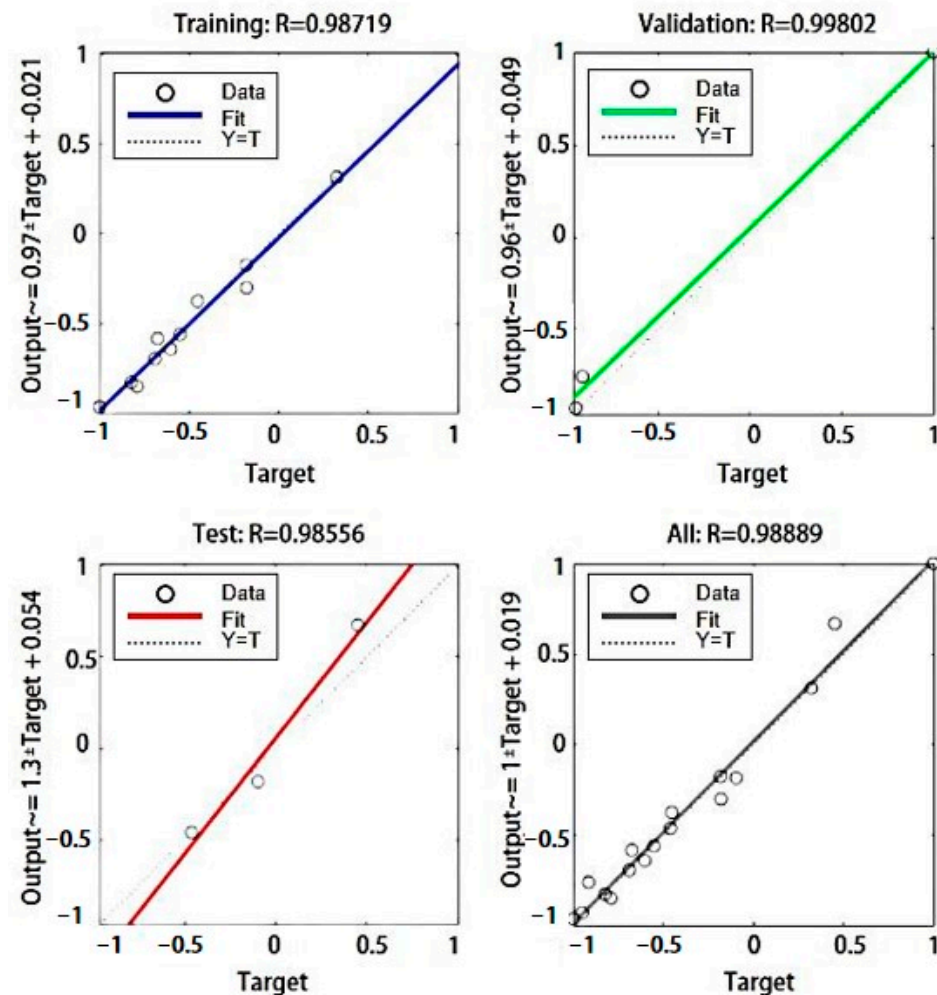 Training: R=0.98719
Output~= 0.97±Target + -0.021
1
0.5
0
−0.5
−1
Data
Fit
Y=T
−1
−0.5
0
0.5
1
Target
Validation: R=0.99802
Output~= 0.96±Target + -0.049
1
0.5
0
−0.5
−1
Data
Fit
Y=T
−1
−0.5
0
0.5
1
Target
Test: R=0.98556
Output~= 1.3±Target + 0.054
1
0.5
0
−0.5
−1
Data
Fit
Y=T
−1
−0.5
0
0.5
1
Target
All: R=0.98889
Output~= 1±Target + 0.019
1
0.5
0
−0.5
−1
Data
Fit
Y=T
−1
−0.5
0
0.5
1
Target